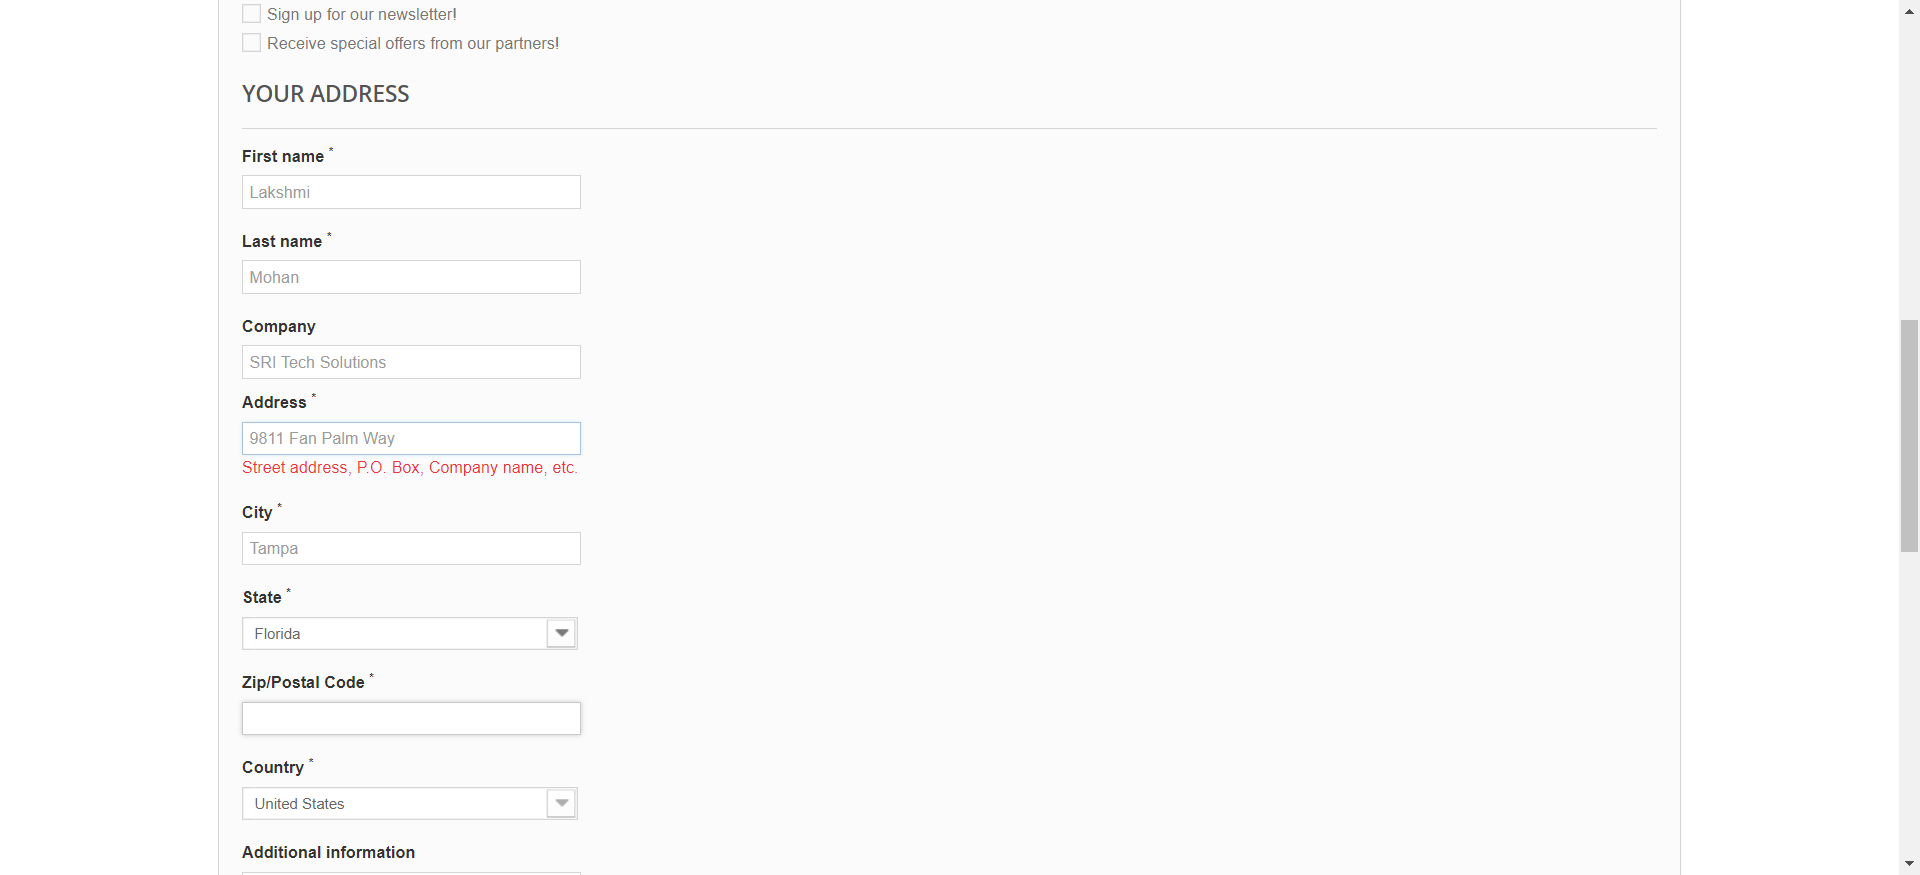 Sign up for our newsletter!
Receive special offers from our partners!
YOUR ADDRESS
First name *
Lakshmi
Last name *
Mohan
Company
SRI Tech Solutions
Address *
9811 Fan Palm Way
Street address, P.O. Box, Company name, etc.
City *
Tampa
State *
Florida
Zip/Postal Code *
Country *
United States
Additional information